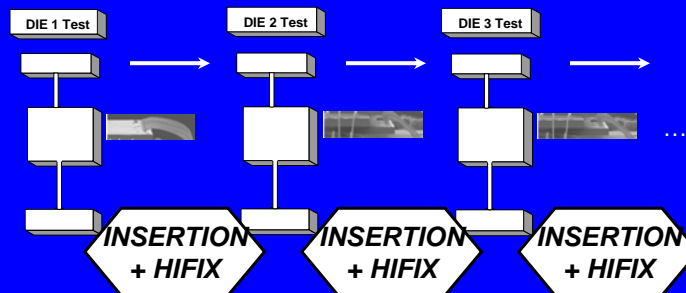 DIE 1 Test
DIE 2 Test
DIE 3 Test
...
INSERTION
+ HIFIX
INSERTION
+ HIFIX
INSERTION
+ HIFIX